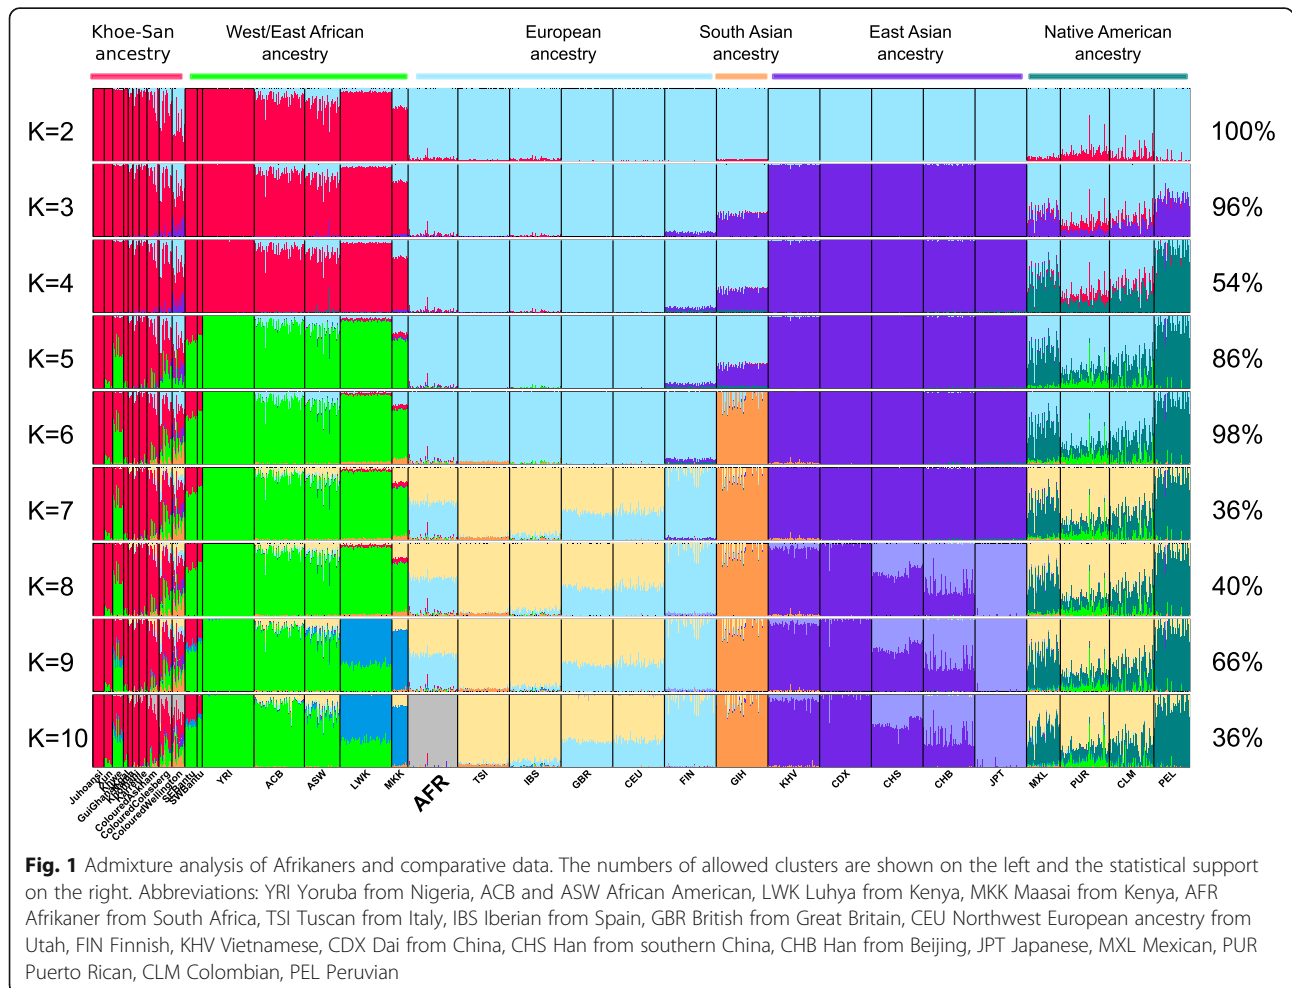 Khoe-San ancestry
West/East African ancestry
European ancestry
South Asian ancestry
East Asian ancestry
Native American ancestry
K=2 100%
K=3 96%
K=4 54%
K=5 86%
K=6 98%
K=7 36%
K=8 40%
K=9 66%
K=10 36%
Juhoansi
ColouredAskham
ColouredColesberg
ColouredWellington
SEBantu
SWBantu
YRI
ACB
ASW
LWK
MKK
AFR
TSI
IBS
GBR
CEU
FIN
GIH
KHV
CDX
CHS
CHB
JPT
MXL
PUR
CLM
PEL
Fig. 1 Admixture analysis of Afrikaners and comparative data. The numbers of allowed clusters are shown on the left and the statistical support
on the right. Abbreviations: YRI Yoruba from Nigeria, ACB and ASW African American, LWK Luhya from Kenya, MKK Maasai from Kenya, AFR
Afrikaner from South Africa, TSI Tuscan from Italy, IBS Iberian from Spain, GBR British from Great Britain, CEU Northwest European ancestry from
Utah, FIN Finnish, KHV Vietnamese, CDX Dai from China, CHS Han from southern China, CHB Han from Beijing, JPT Japanese, MXL Mexican, PUR
Puerto Rican, CLM Colombian, PEL Peruvian